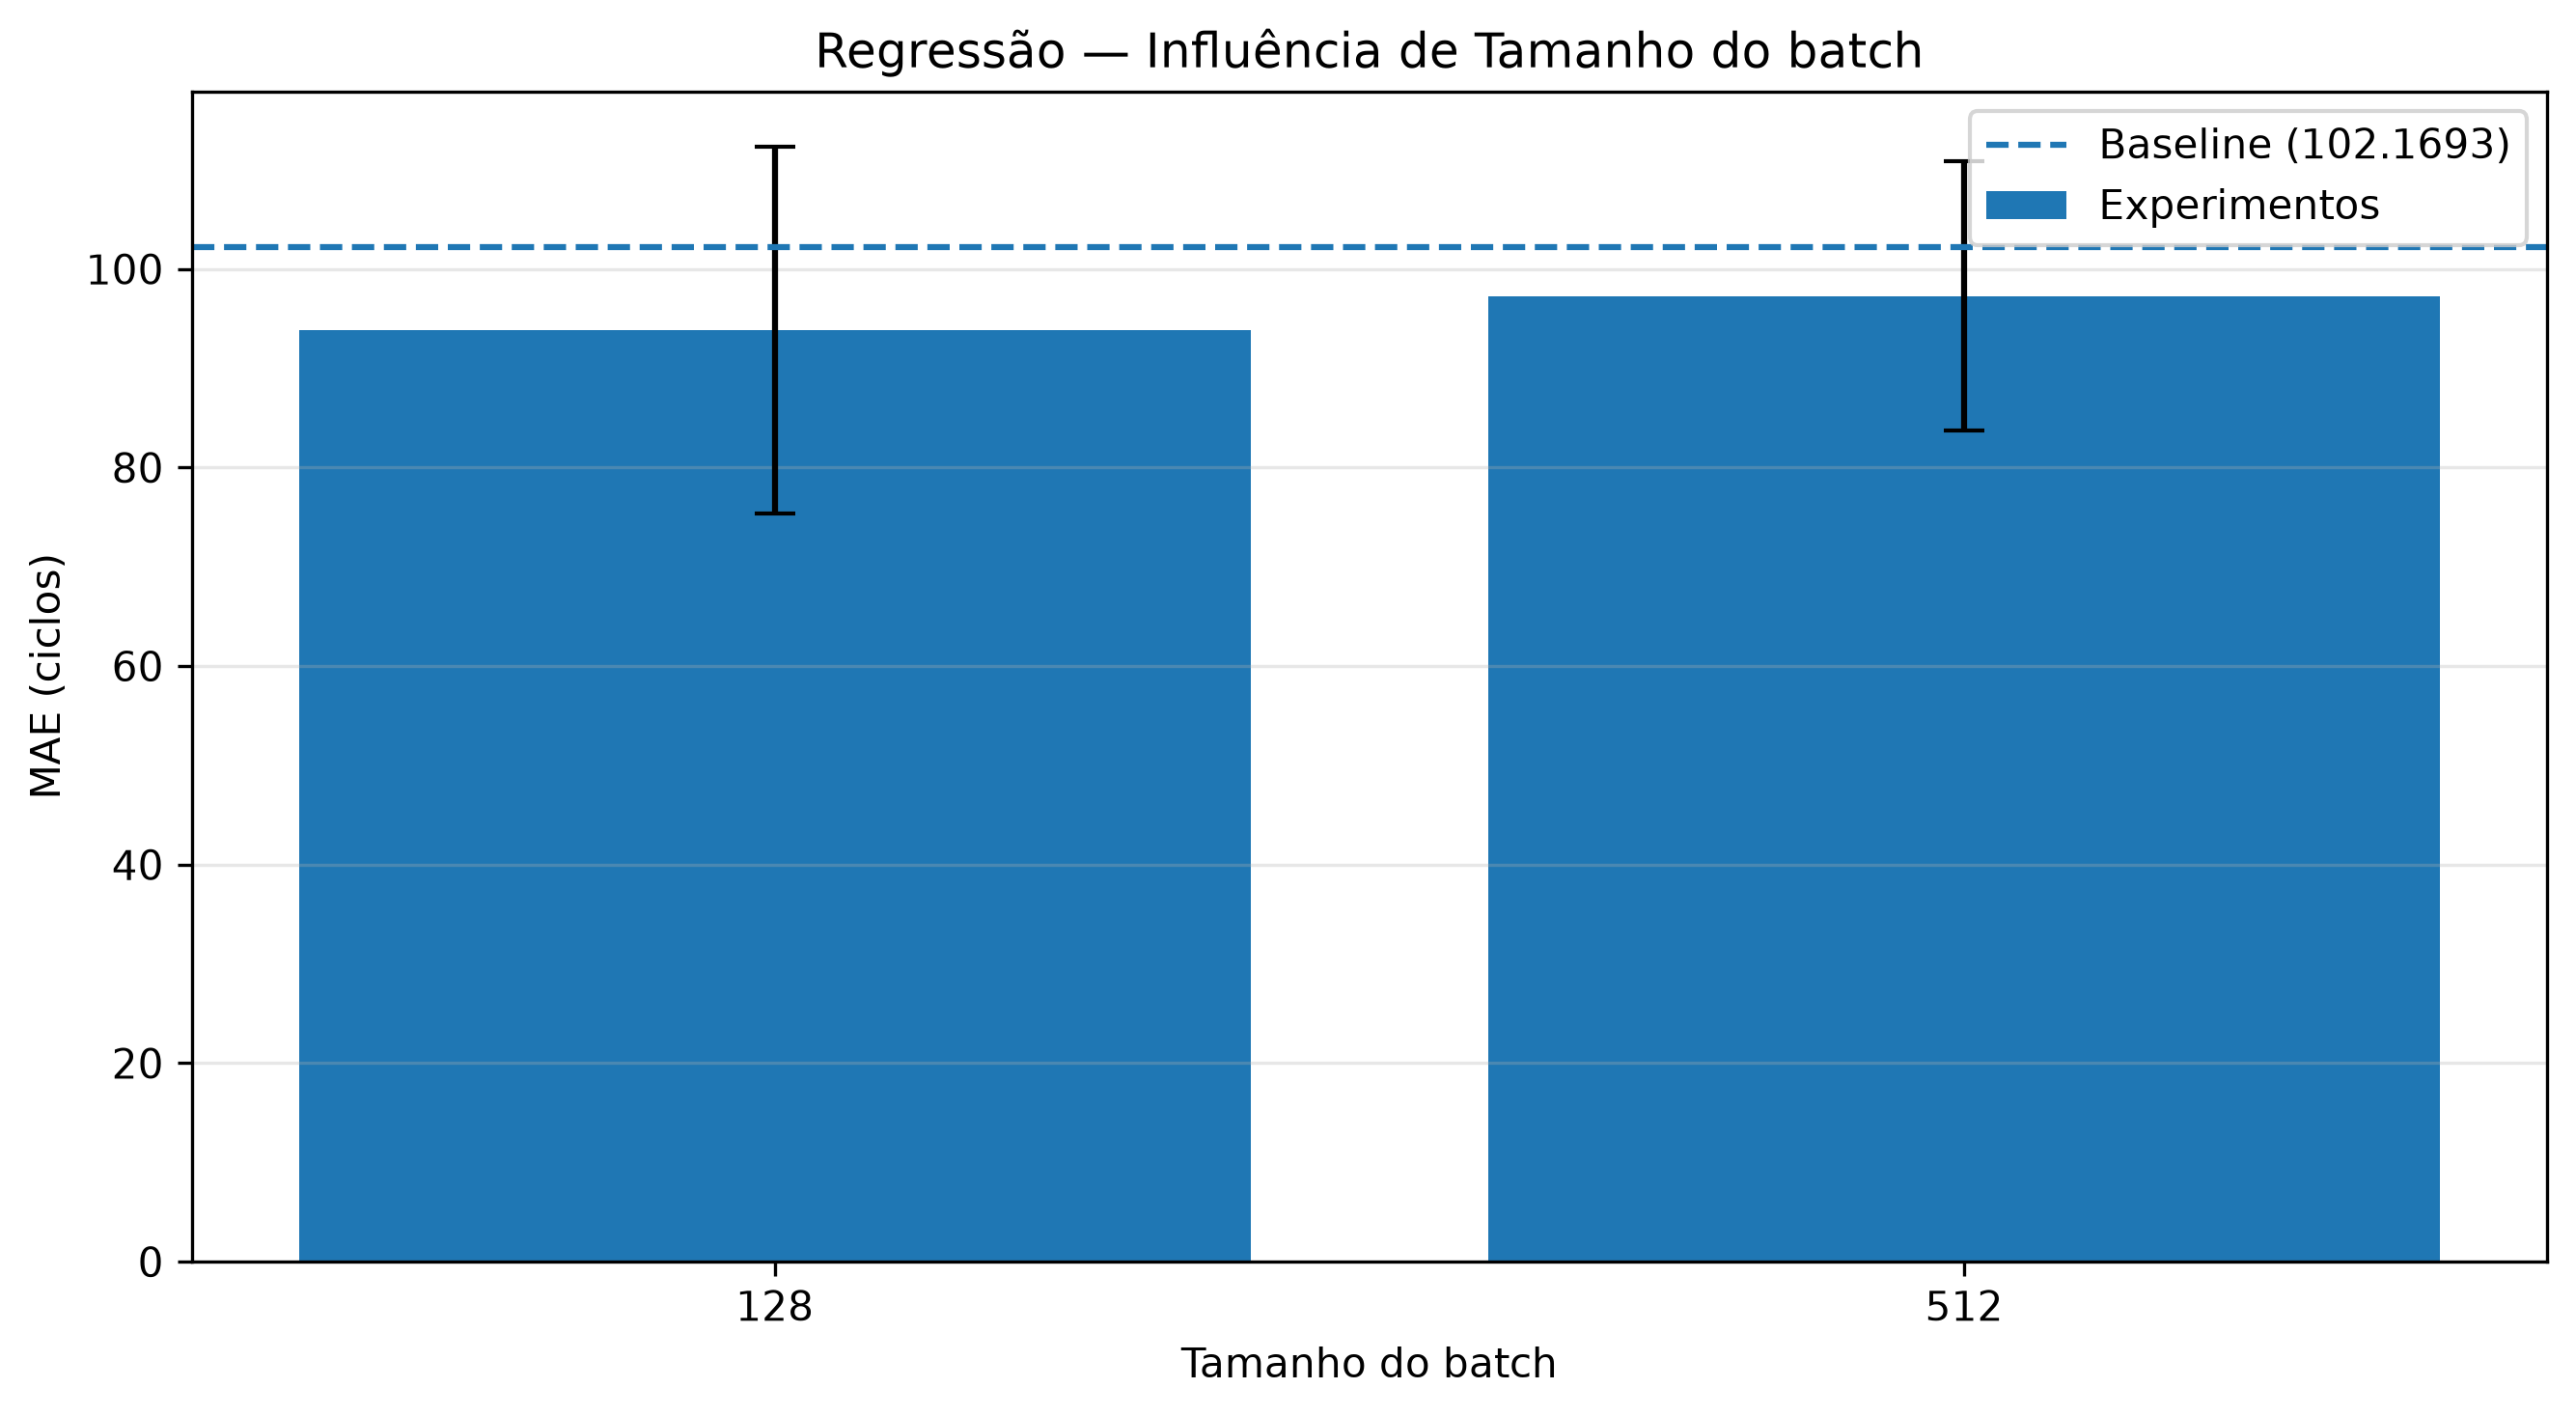 Regressão — Influência de Tamanho do batch
Baseline (102.1693)
Experimentos
MAE (ciclos)
100
80
60
40
20
0
128
512
Tamanho do batch